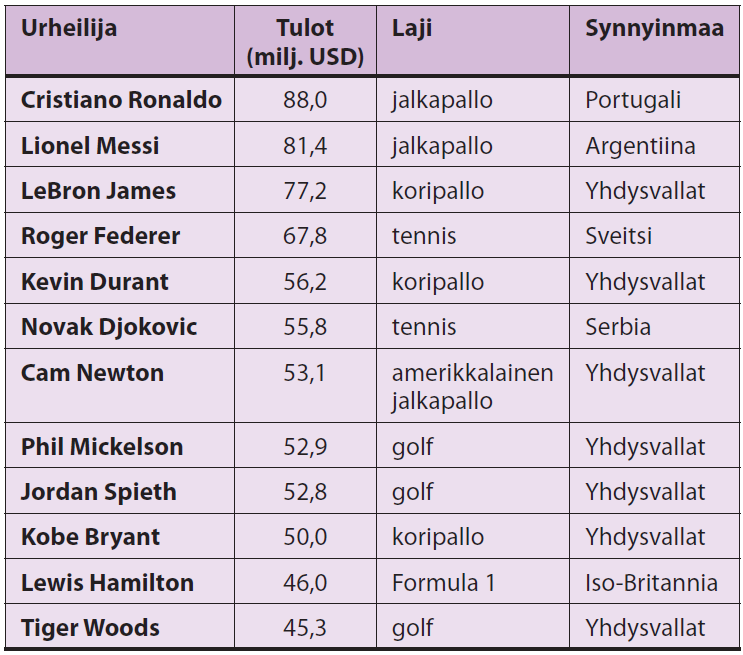 Urheilija Tulot Laji Synnyinmaa
(milj. USD)
Cristiano Ronaldo 88,0 jalkapallo Portugali
Lionel Messi 81,4 jalkapallo Argentiina
LeBron James 77,2 koripallo Yhdysvallat
Roger Federer 67,8 tennis Sveitsi
Kevin Durant 56,2 koripallo Yhdysvallat
Novak Djokovic 55,8 tennis Serbia
Cam Newton 53,1 amerikkalainen Yhdysvallat
jalkapallo
Phil Mickelson 52,9 golf Yhdysvallat
Jordan Spieth 52,8 golf Yhdysvallat
Kobe Bryant 50,0 koripallo Yhdysvallat
Lewis Hamilton 46,0 Formula 1 Iso-Britannia
Tiger Woods 45,3 golf Yhdysvallat